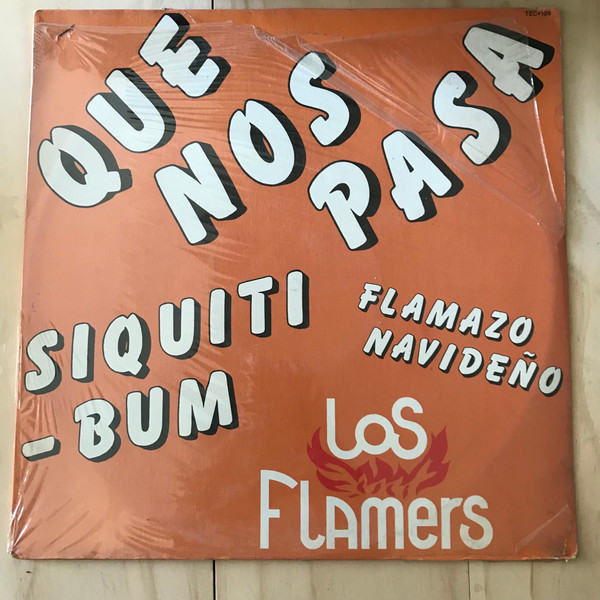 QUE
NOS
PASA
SIQUITI
-BUM
FLAMAZO
NAVIDEÑO
Los
Flamers